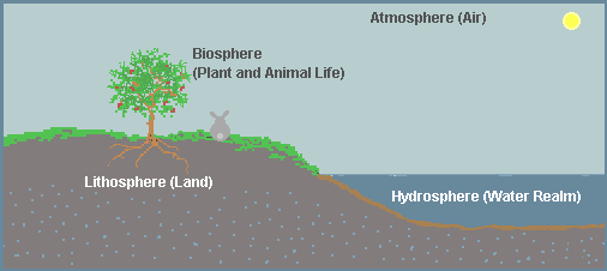 Atmosphere (Air)
Biosphere
(Plant and Animal Life)
Lithosphere (Land)
Hydrosphere (Water Realm)